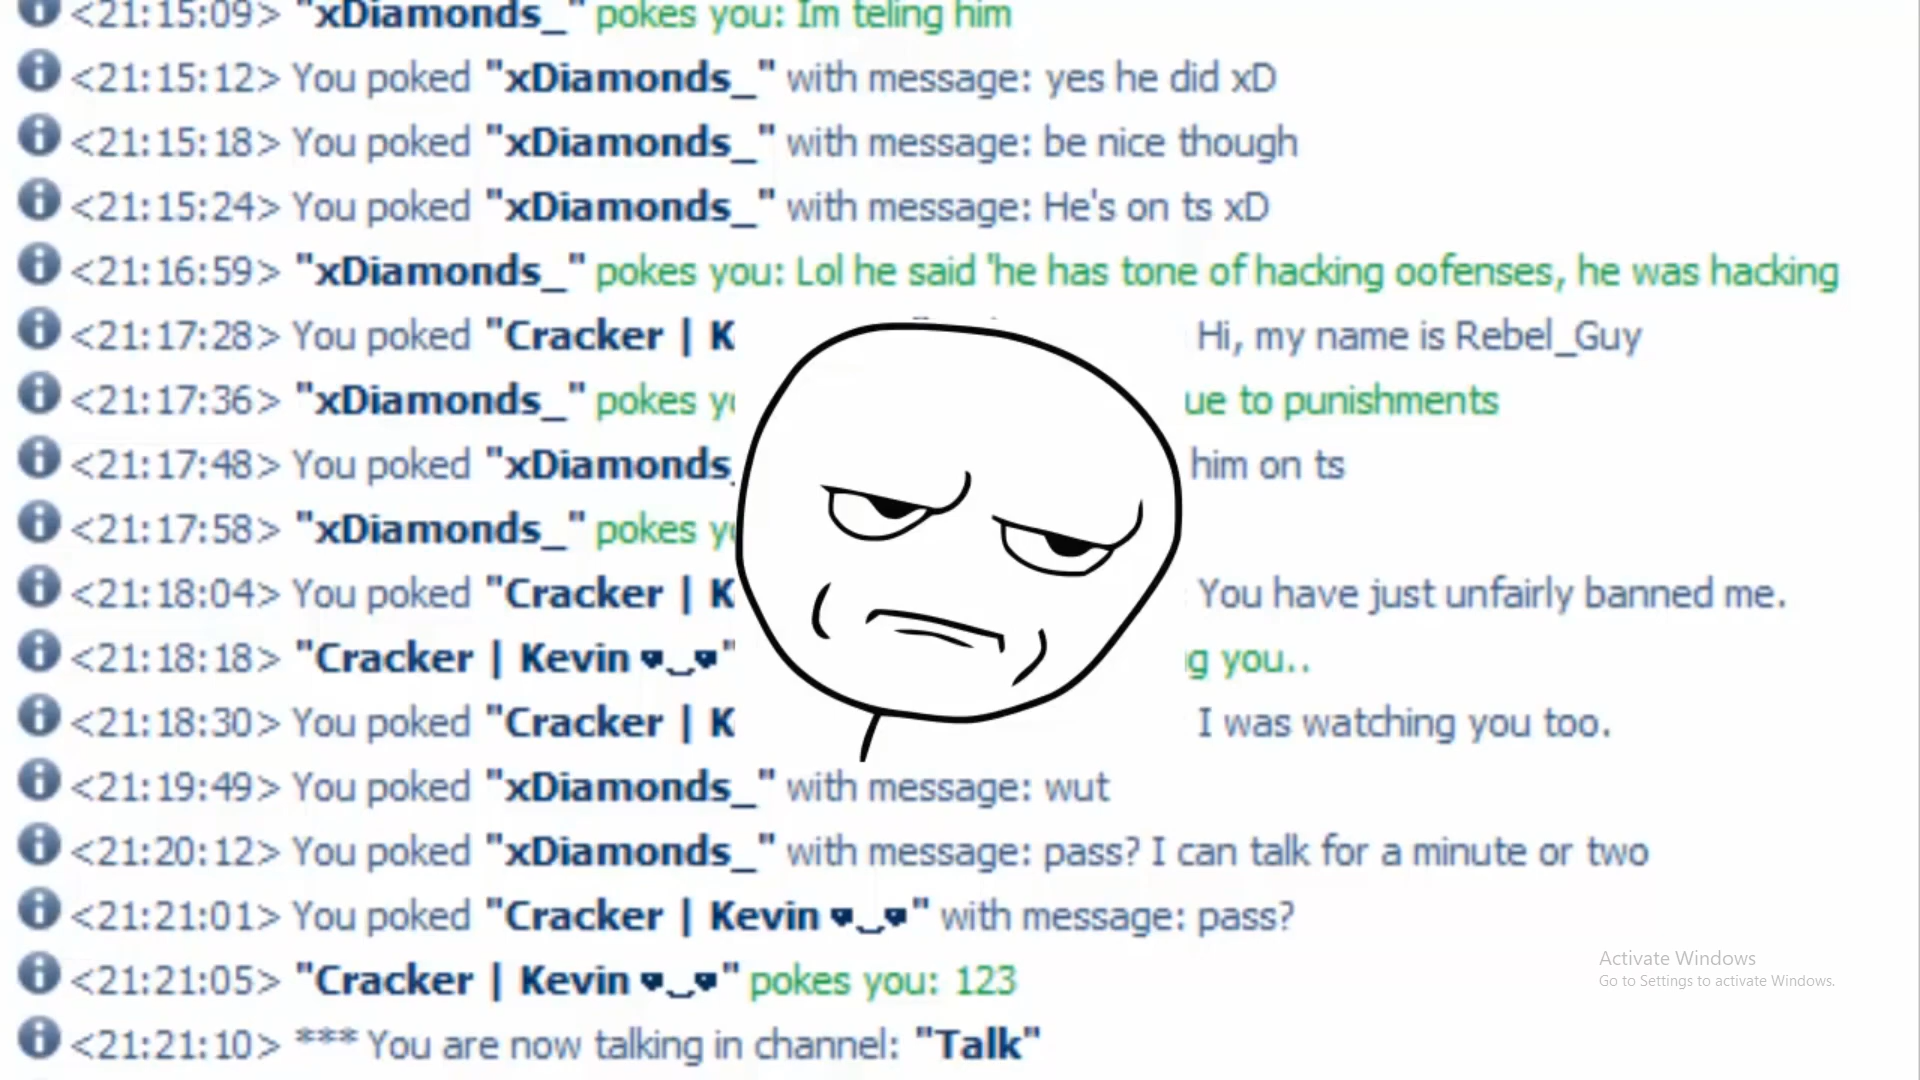 <21:15:09> "xDiamonds_" pokes you: Im teling him
<21:15:12> You poked "xDiamonds_" with message: yes he did xD
<21:15:18> You poked "xDiamonds_" with message: be nice though
<21:15:24> You poked "xDiamonds_" with message: He's on ts xD
<21:16:59> "xDiamonds_" pokes you: Lol he said 'he has tone of hacking oofenses, he was hacking
<21:17:28> You poked "Cracker | K Hi, my name is Rebel_Guy
<21:17:36> "xDiamonds_" pokes to punishments
<21:17:48> You poked "xDiamonds_ him on ts
<21:17:58> "xDiamonds_" pokes
<21:18:04> You poked "Cracker | K You have just unfairly banned me.
<21:18:18> "Cracker | Kevin ♥‿♥" you..
<21:18:30> You poked "Cracker | K I was watching you too.
<21:19:49> You poked "xDiamonds_" with message: wut
<21:20:12> You poked "xDiamonds_" with message: pass? I can talk for a minute or two
<21:21:01> You poked "Cracker | Kevin ♥‿♥" with message: pass?
<21:21:05> "Cracker | Kevin ♥‿♥" pokes you: 123
<21:21:10> *** You are now talking in channel: "Talk"
Activate Windows
Go to Settings to activate Windows.